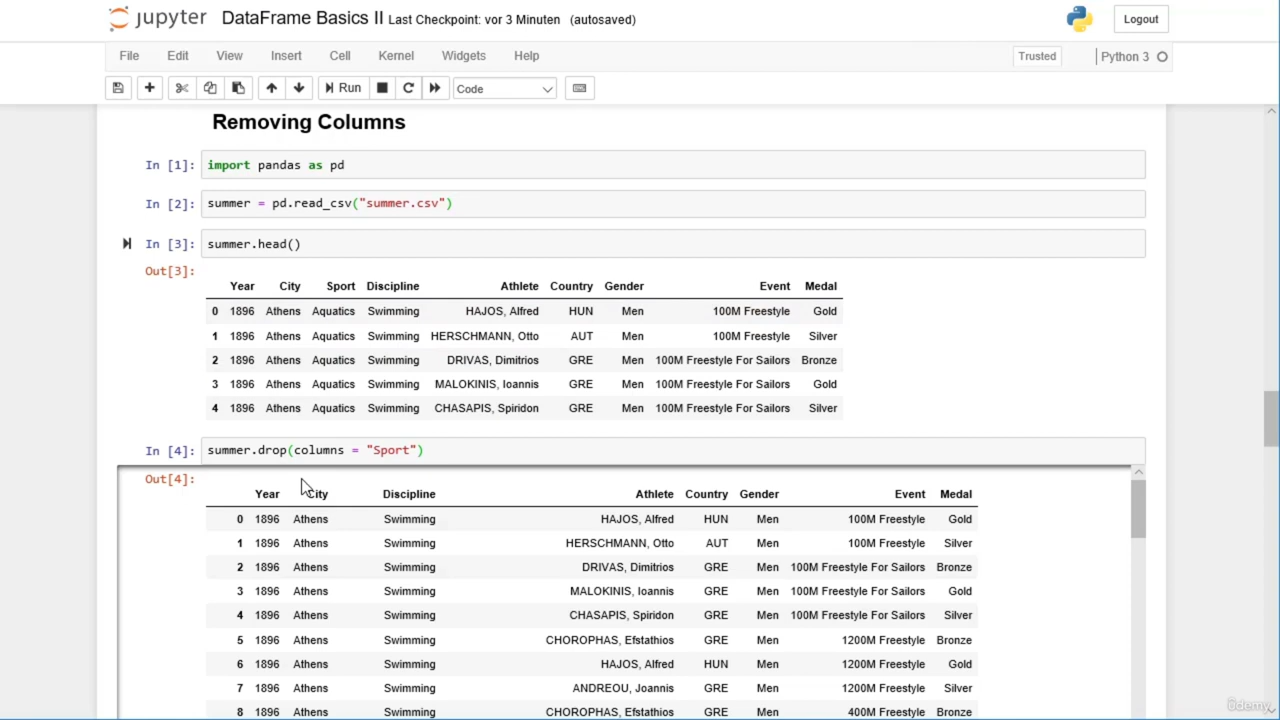 jupyter DataFrame Basics II Last Checkpoint: vor 3 Minuten (autosaved) Logout
File Edit View Insert Cell Kernel Widgets Help Trusted Python 3
Run Code
Removing Columns
In [1]: import pandas as pd
In [2]: summer = pd.read_csv("summer.csv")
In [3]: summer.head()
Out[3]:
Year City Sport Discipline Athlete Country Gender Event Medal
0 1896 Athens Aquatics Swimming HAJOS, Alfred HUN Men 100M Freestyle Gold
1 1896 Athens Aquatics Swimming HERSCHMANN, Otto AUT Men 100M Freestyle Silver
2 1896 Athens Aquatics Swimming DRIVAS, Dimitrios GRE Men 100M Freestyle For Sailors Bronze
3 1896 Athens Aquatics Swimming MALOKINIS, Ioannis GRE Men 100M Freestyle For Sailors Gold
4 1896 Athens Aquatics Swimming CHASAPIS, Spiridon GRE Men 100M Freestyle For Sailors Silver
In [4]: summer.drop(columns = "Sport")
Out[4]:
Year City Discipline Athlete Country Gender Event Medal
0 1896 Athens Swimming HAJOS, Alfred HUN Men 100M Freestyle Gold
1 1896 Athens Swimming HERSCHMANN, Otto AUT Men 100M Freestyle Silver
2 1896 Athens Swimming DRIVAS, Dimitrios GRE Men 100M Freestyle For Sailors Bronze
3 1896 Athens Swimming MALOKINIS, Ioannis GRE Men 100M Freestyle For Sailors Gold
4 1896 Athens Swimming CHASAPIS, Spiridon GRE Men 100M Freestyle For Sailors Silver
5 1896 Athens Swimming CHOROPHAS, Efstathios GRE Men 1200M Freestyle Bronze
6 1896 Athens Swimming HAJOS, Alfred HUN Men 1200M Freestyle Gold
7 1896 Athens Swimming ANDREOU, Joannis GRE Men 1200M Freestyle Silver
8 1896 Athens Swimming CHOROPHAS, Efstathios GRE Men 400M Freestyle Bronze
ûdemy